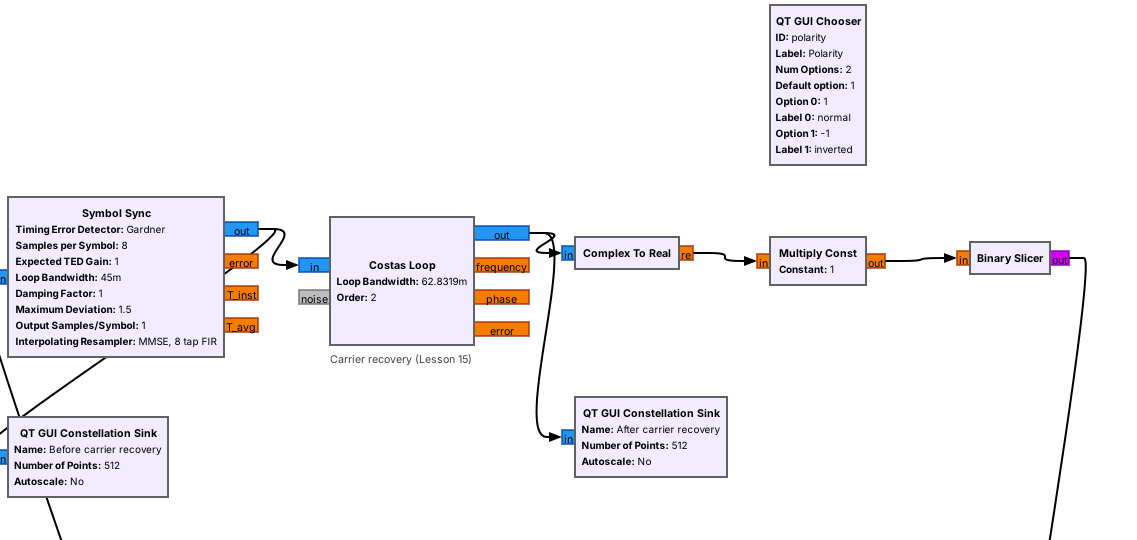 QT GUI Chooser
ID: polarity
Label: Polarity
Num Options: 2
Default option: 1
Option 0: 1
Label 0: normal
Option 1: -1
Label 1: inverted
Symbol Sync
Timing Error Detector: Gardner
Samples per Symbol: 8
Expected TED Gain: 1
Loop Bandwidth: 45m
Damping Factor: 1
Maximum Deviation: 1.5
Output Samples/Symbol: 1
Interpolating Resampler: MMSE, 8 tap FIR
out
error
T_inst
T_avg
in
noise
Costas Loop
Loop Bandwidth: 62.8319m
Order: 2
out
frequency
phase
error
Carrier recovery (Lesson 15)
in
Complex To Real
re
in
Multiply Const
Constant: 1
out
in
Binary Slicer
out
QT GUI Constellation Sink
Name: Before carrier recovery
Number of Points: 512
Autoscale: No
in
QT GUI Constellation Sink
Name: After carrier recovery
Number of Points: 512
Autoscale: No